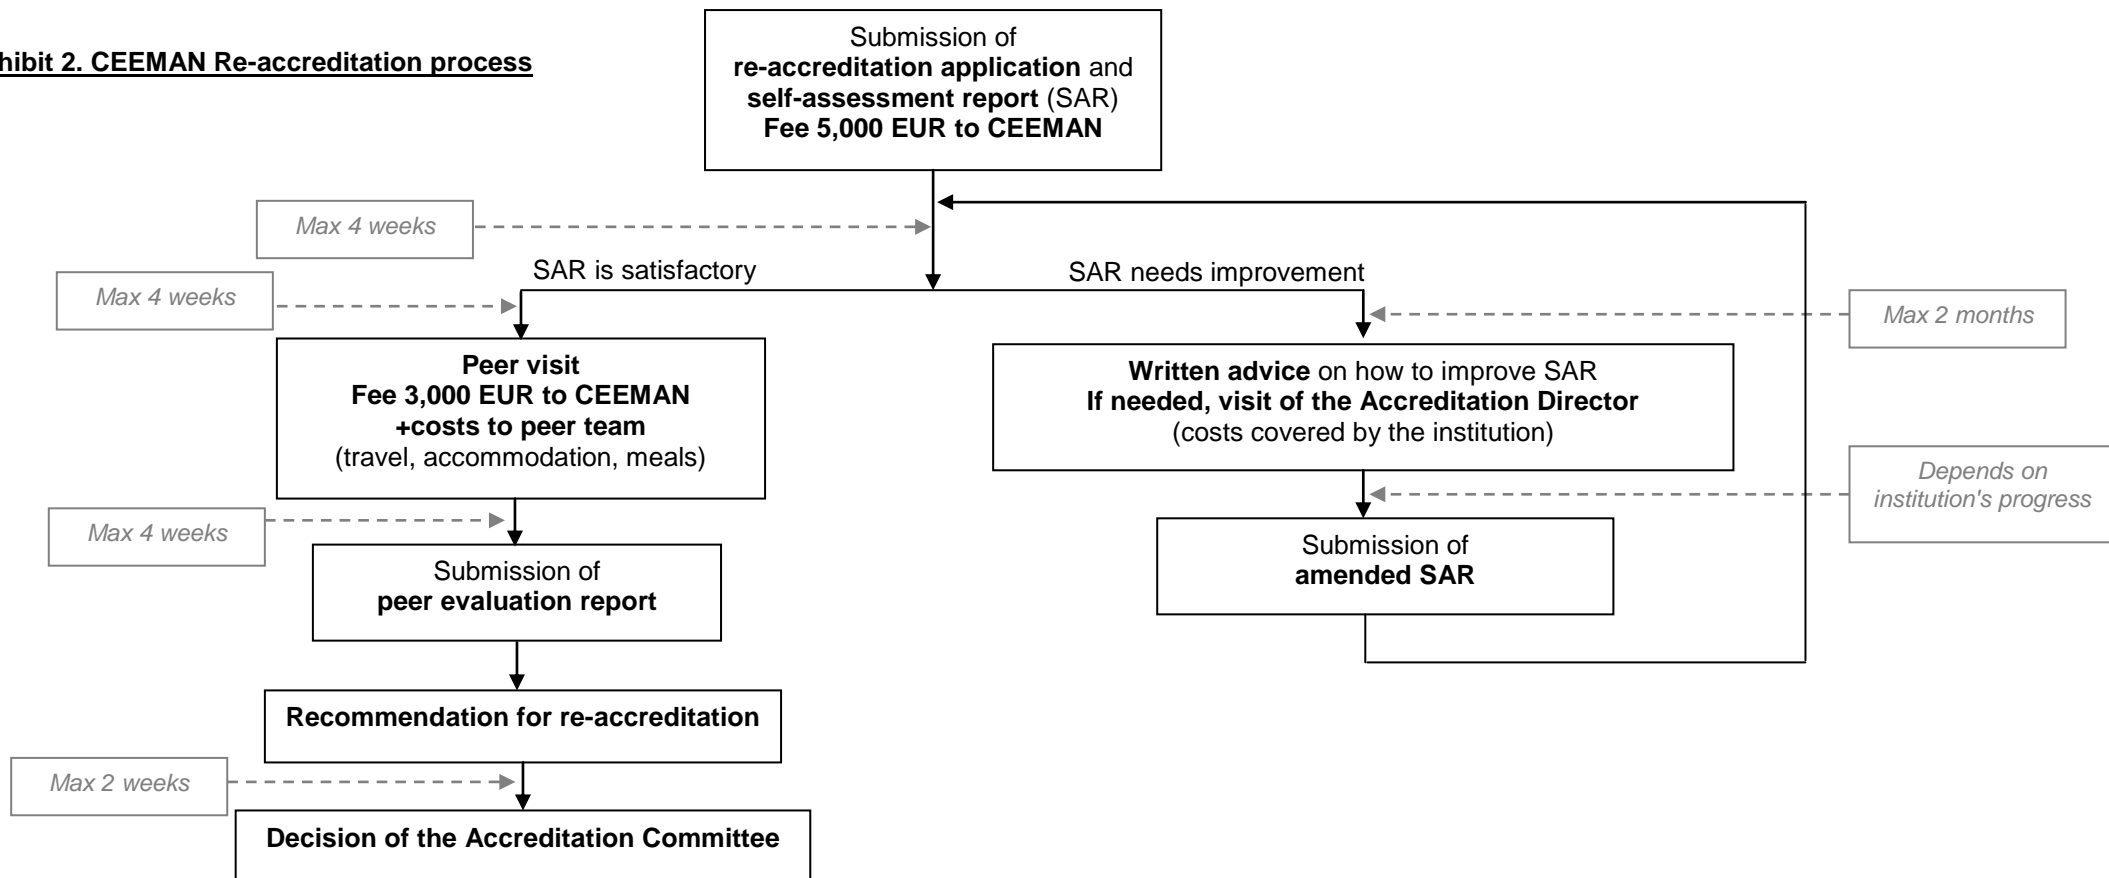 hibit 2. CEEMAN Re-accreditation process
Submission of
re-accreditation application and
self-assessment report (SAR)
Fee 5,000 EUR to CEEMAN
Max 4 weeks
SAR is satisfactory
SAR needs improvement
Max 4 weeks
Max 2 months
Peer visit
Fee 3,000 EUR to CEEMAN
+costs to peer team
(travel, accommodation, meals)
Written advice on how to improve SAR
If needed, visit of the Accreditation Director
(costs covered by the institution)
Depends on
institution's progress
Max 4 weeks
Submission of
peer evaluation report
Submission of
amended SAR
Recommendation for re-accreditation
Max 2 weeks
Decision of the Accreditation Committee